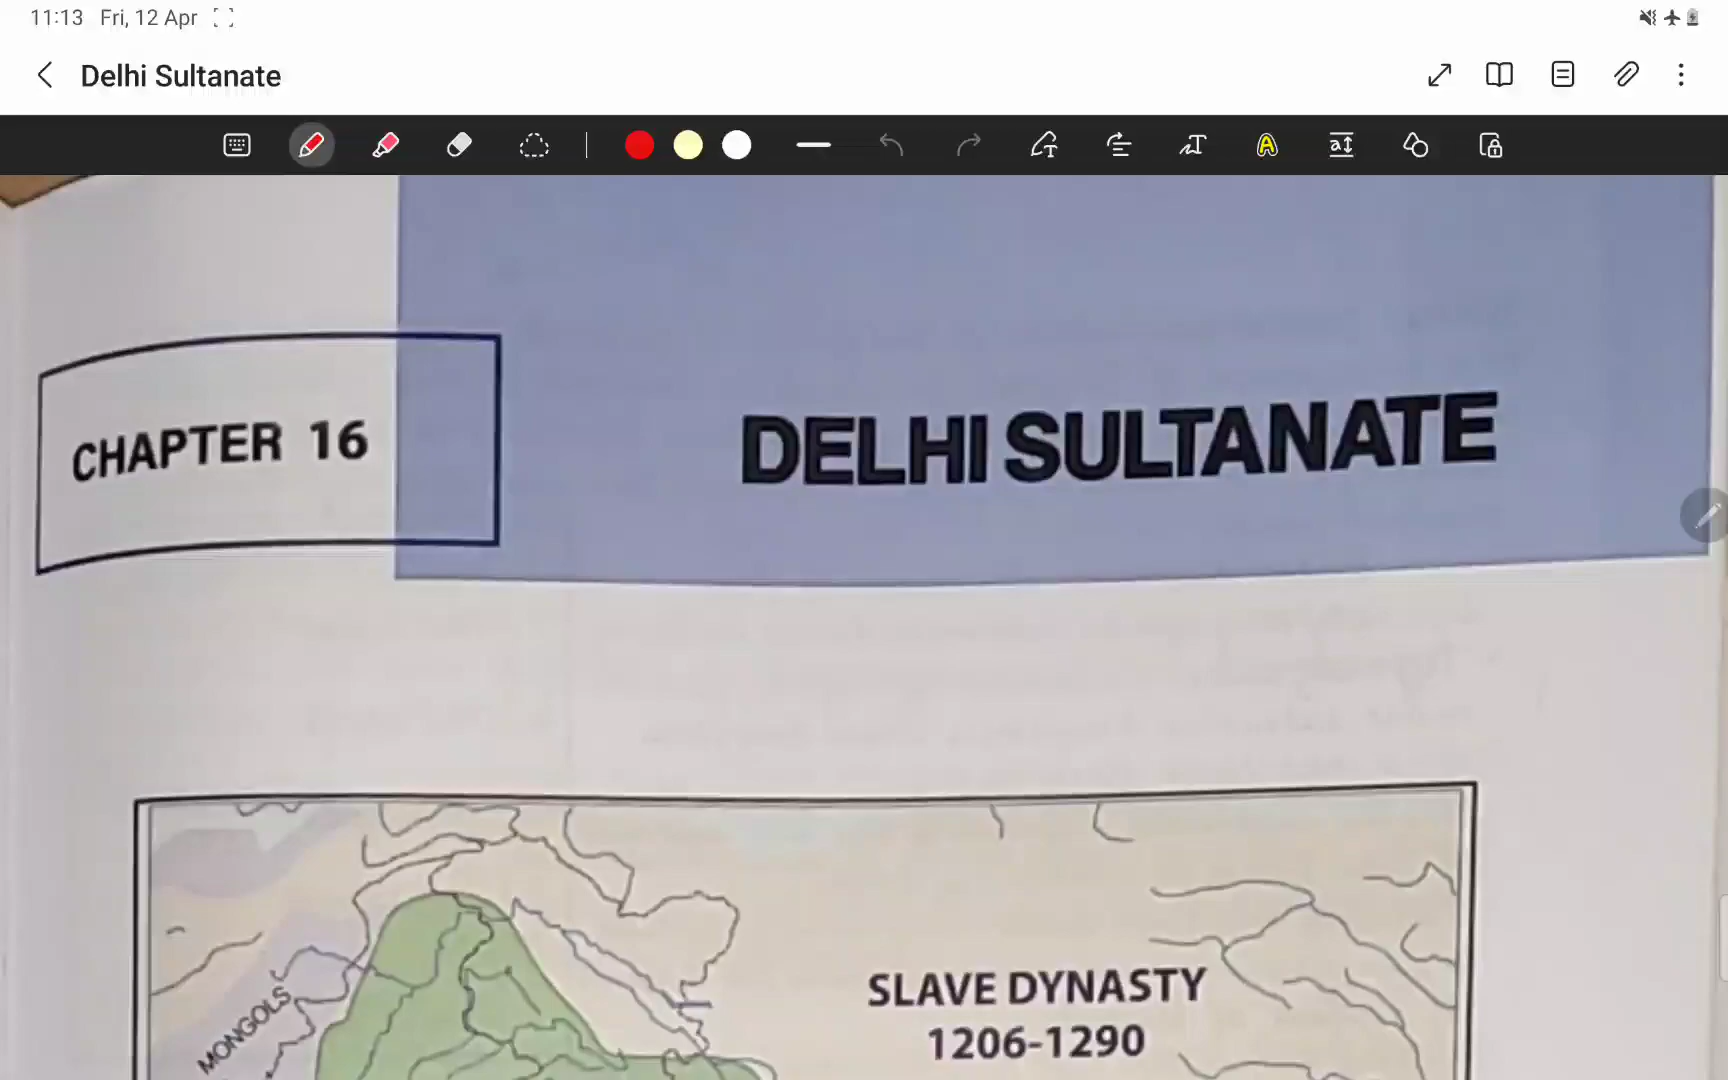 11:13 Fri, 12 Apr
Delhi Sultanate
CHAPTER 16
DELHI SULTANATE
SLAVE DYNASTY
1206-1290
MONGOLS